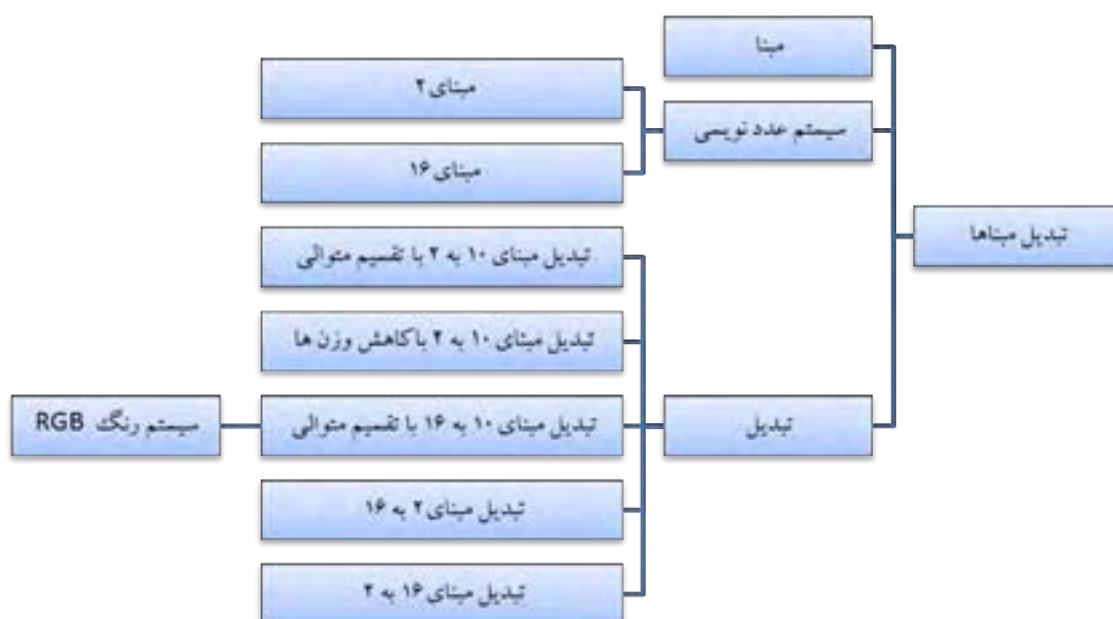 تبدیل مبناها
مبنا
سیستم عدد نویسی
مبنای ۲
مبنای ۱۶
تبدیل
تبدیل مبنای ۱۰ به ۲ با تقسیم متوالی
تبدیل مبنای ۱۰ به ۲ باکاهش وزن ها
تبدیل مبنای ۱۰ به ۱۶ با تقسیم متوالی
سیستم رنگ RGB
تبدیل مبنای ۲ به ۱۶
تبدیل مبنای ۱۶ به ۲